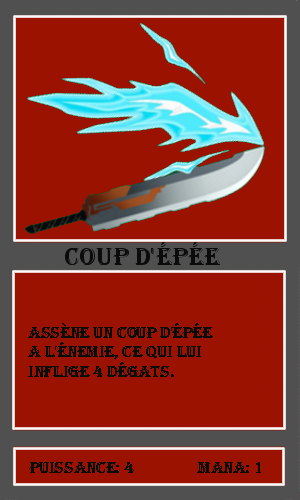 COUP D'ÉPÉE
ASSÈNE UN COUP D'ÉPÉE
A L'ÉNEMIE, CE QUI LUI
INFLIGE 4 DÉGATS.
PUISSANCE: 4 MANA: 1